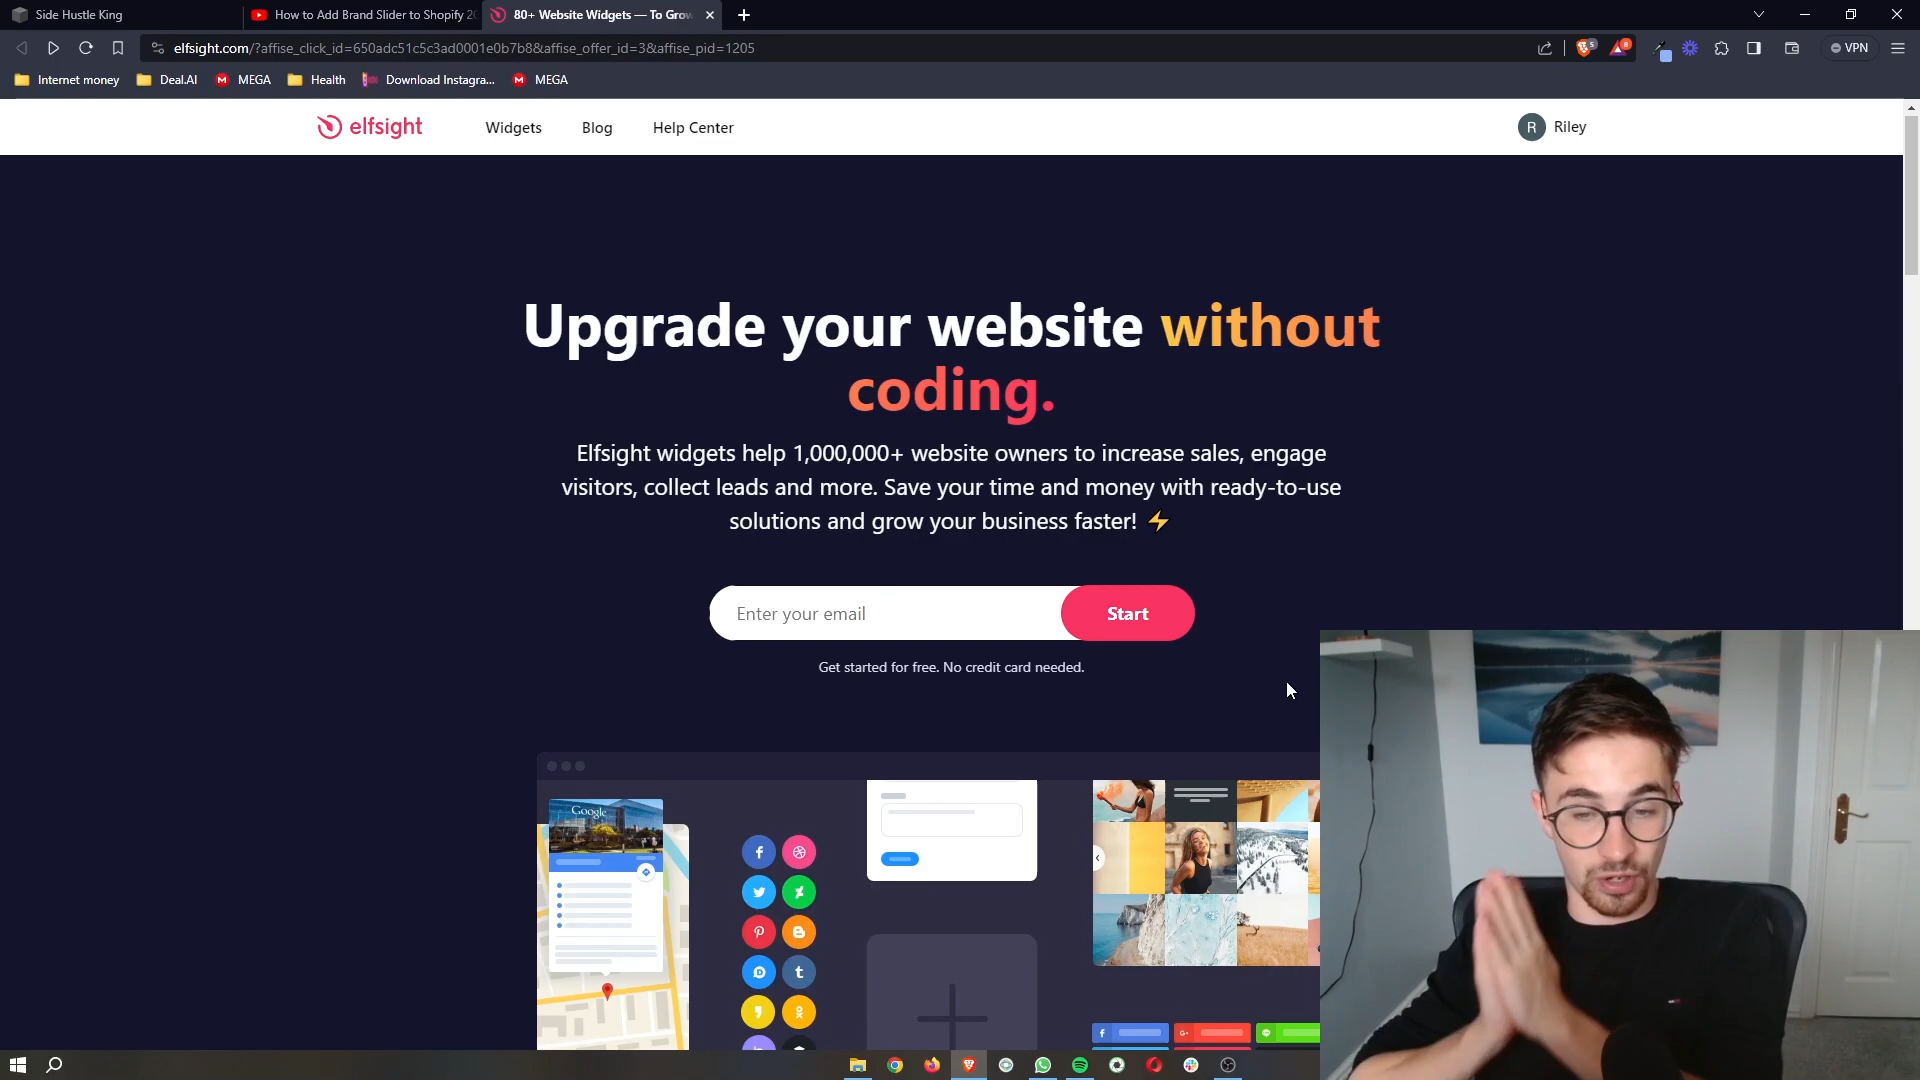 Side Hustle King
How to Add Brand Slider to Shopify 20
80+ Website Widgets — To Grow
elfsight.com/?affise_click_id=650adc51c5c3ad0001e0b7b8&affise_offer_id=3&affise_pid=1205
VPN
Internet money
Deal.AI
MEGA
Health
Download Instagra...
MEGA
elfsight
Widgets
Blog
Help Center
R
Riley
Upgrade your website without
coding.
Elfsight widgets help 1,000,000+ website owners to increase sales, engage
visitors, collect leads and more. Save your time and money with ready-to-use
solutions and grow your business faster! ⚡
Enter your email
Start
Get started for free. No credit card needed.
Google